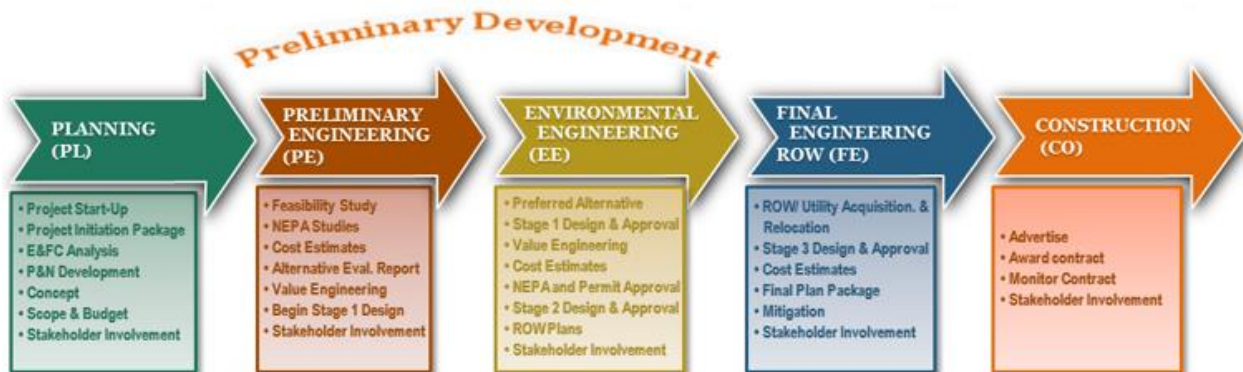 Preliminary Development
PLANNING
(PL)
• Project Start-Up
• Project Initiation Package
• E&FC Analysis
• P&N Development
• Concept
• Scope & Budget
• Stakeholder Involvement
PRELIMINARY
ENGINEERING
(PE)
• Feasibility Study
• NEPA Studies
• Cost Estimates
• Alternative Eval. Report
• Value Engineering
• Begin Stage 1 Design
• Stakeholder Involvement
ENVIRONMENTAL
ENGINEERING
(EE)
• Preferred Alternative
• Stage 1 Design & Approval
• Value Engineering
• Cost Estimates
• NEPA and Permit Approval
• Stage 2 Design & Approval
• ROW Plans
• Stakeholder Involvement
FINAL
ENGINEERING
ROW (FE)
• ROW/ Utility Acquisition. &
Relocation
• Stage 3 Design & Approval
• Cost Estimates
• Final Plan Package
• Mitigation
• Stakeholder Involvement
CONSTRUCTION
(CO)
• Advertise
• Award contract
• Monitor Contract
• Stakeholder Involvement